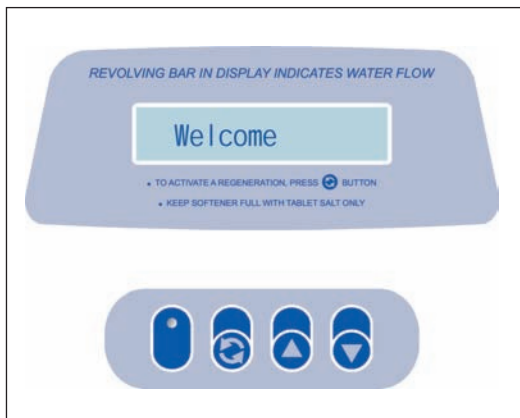 REVOLVING BAR IN DISPLAY INDICATES WATER FLOW
Welcome
• TO ACTIVATE A REGENERATION, PRESS BUTTON
• KEEP SOFTENER FULL WITH TABLET SALT ONLY